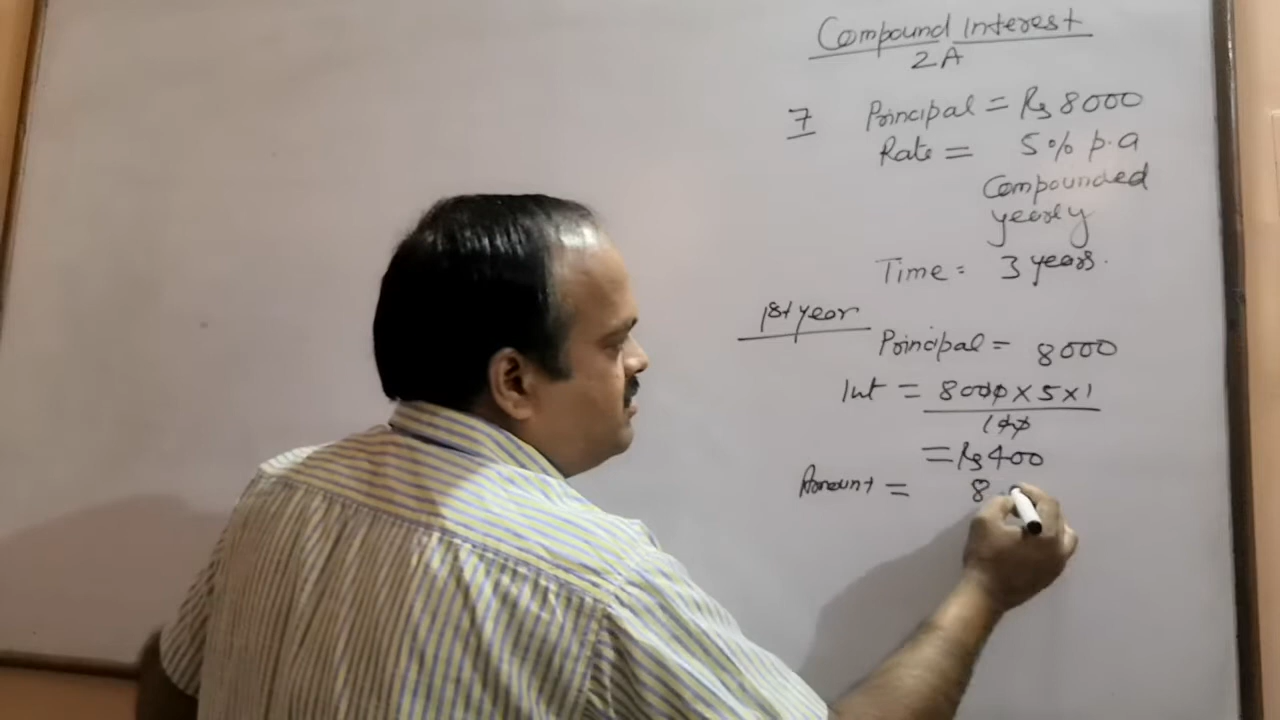 Compound Interest
2A
7 Principal = Rs 8000
Rate = 5% p.a
Compounded
yearly
Time = 3 years.
1st year
Principal = 8000
Int = 8000 x 5 x 1
100
= Rs 400
Amount = 8